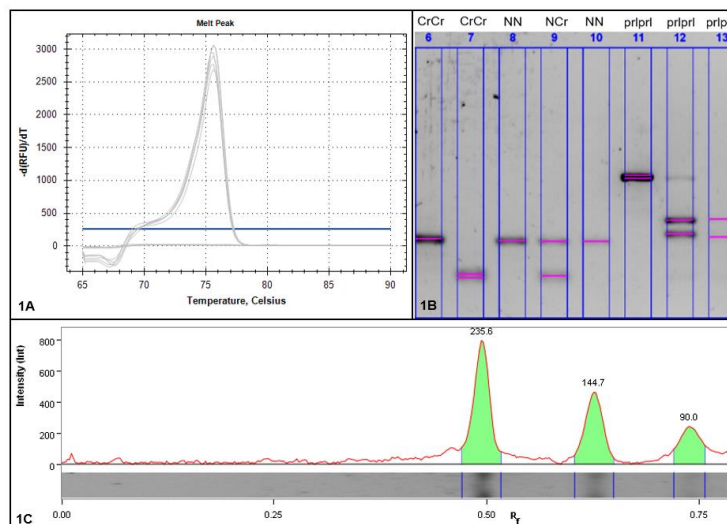 Melt Peak
3000
2500
2000
1500
1000
500
0
-d(RFU)/dT
65 70 75 80 85 90
Temperature, Celsius
1A
CrCr CrCr NN NCr NN prlprl prlprl prlp
6 7 8 9 10 11 12 13
1B
235.6
144.7
90.0
800
600
400
200
0
Intensity (Int)
0.00 0.25 0.50 0.75
Rf
1C